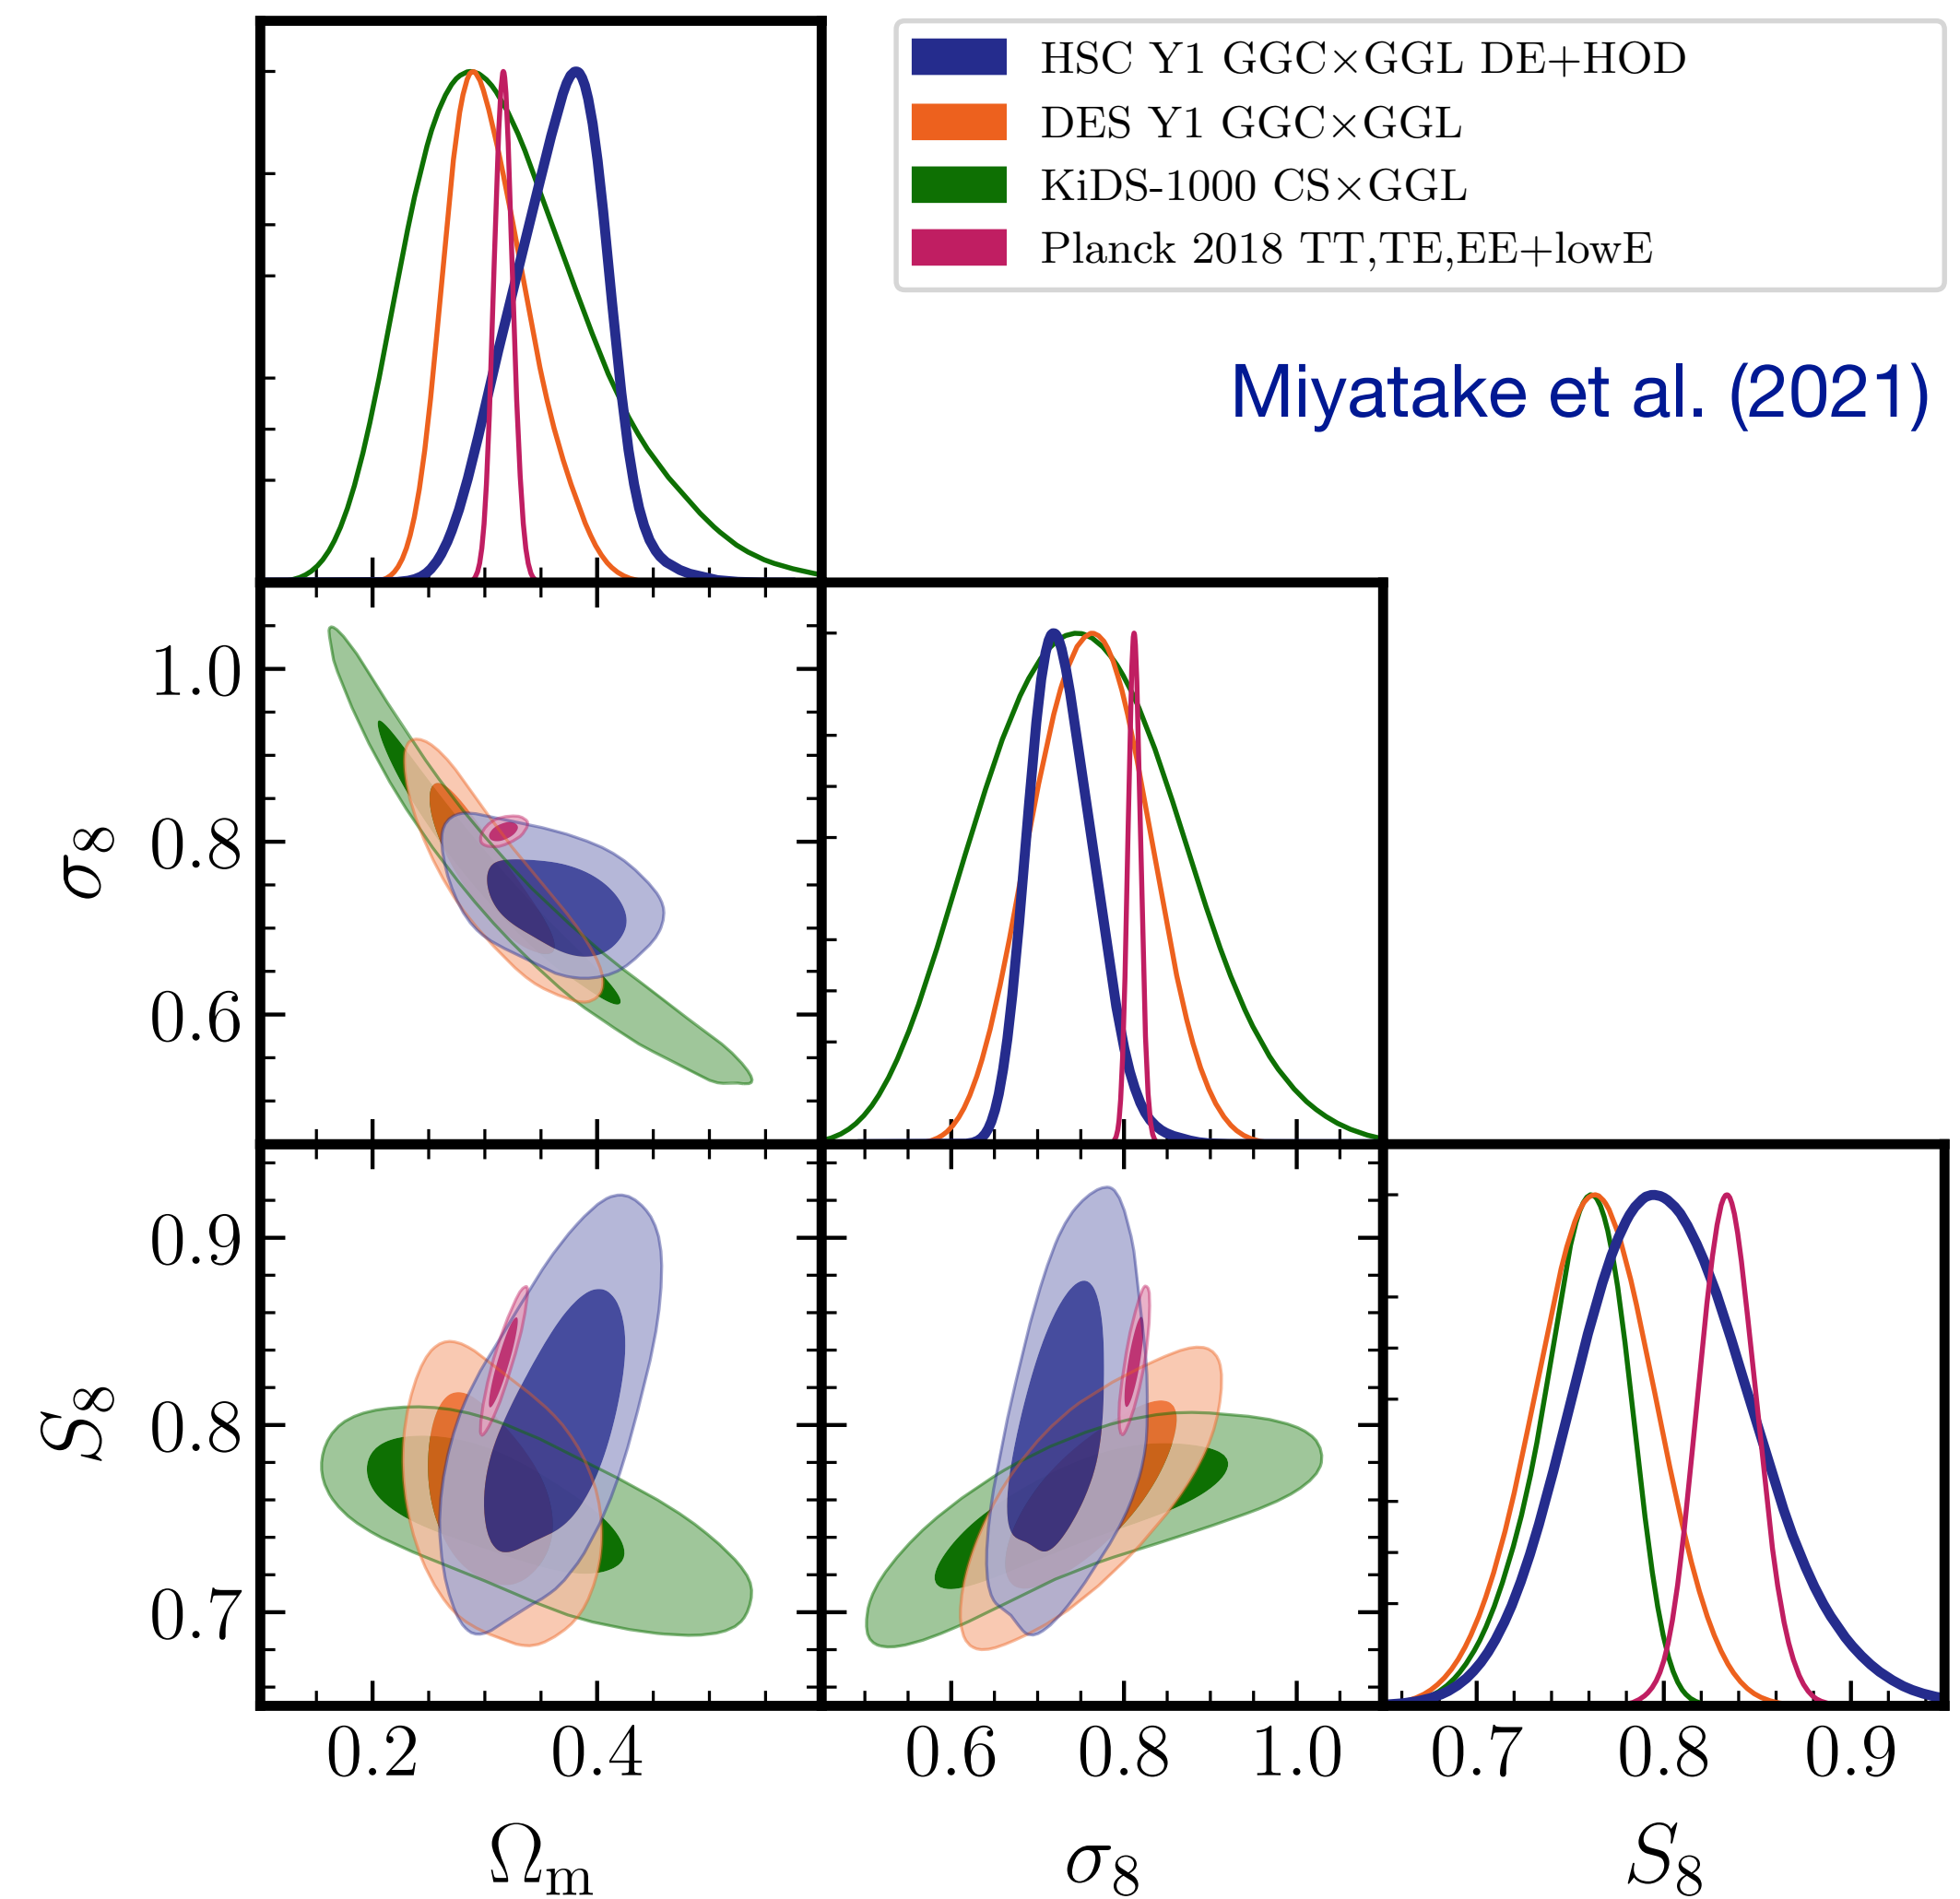 HSC Y1 GGC×GGL DE+HOD
DES Y1 GGC×GGL
KiDS-1000 CS×GGL
Planck 2018 TT,TE,EE+lowE
Miyatake et al. (2021)
1.0
0.8
0.6
σ₈
0.9
0.8
0.7
S₈
0.2 0.4 0.6 0.8 1.0 0.7 0.8 0.9
Ωₘ σ₈ S₈